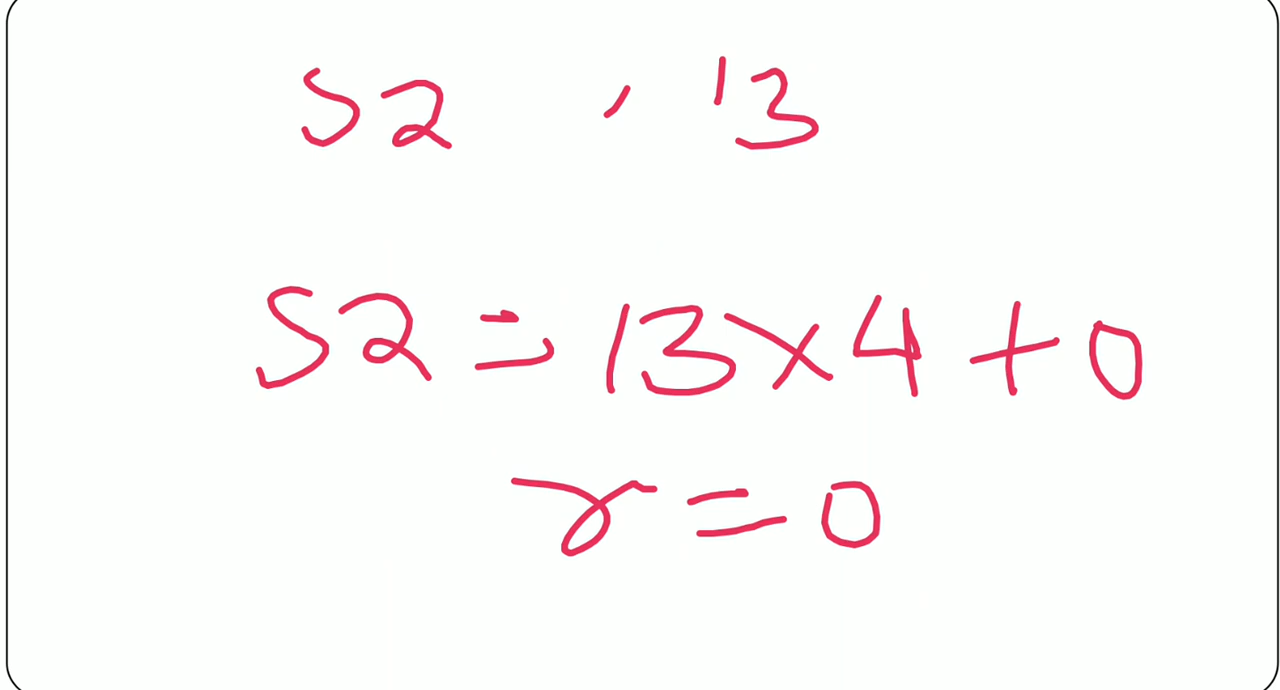 52 , 13
52 = 13 x 4 + 0
r = 0